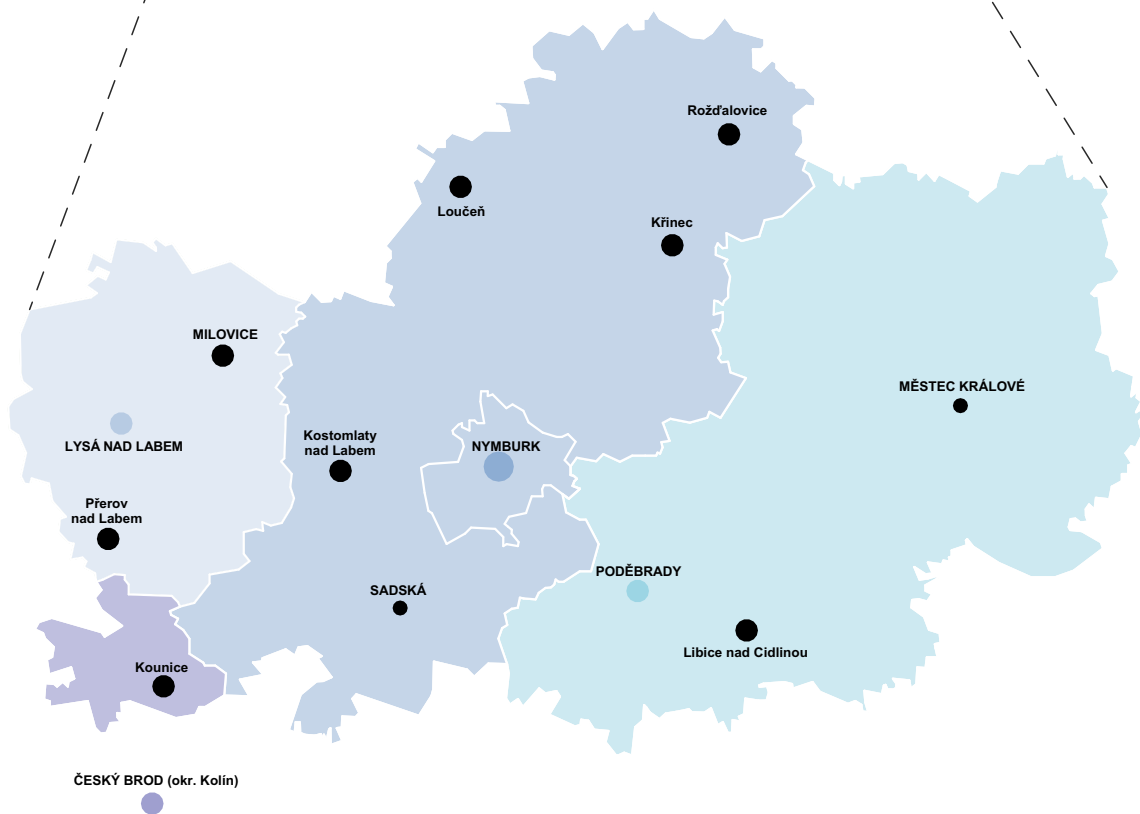 Rožďalovice
Loučeň
Křinec
MILOVICE
MĚSTEC KRÁLOVÉ
LYSÁ NAD LABEM
Kostomlaty
nad Labem
NYMBURK
Přerov
nad Labem
PODĚBRADY
SADSKÁ
Libice nad Cidlinou
Kounice
ČESKÝ BROD (okr. Kolín)